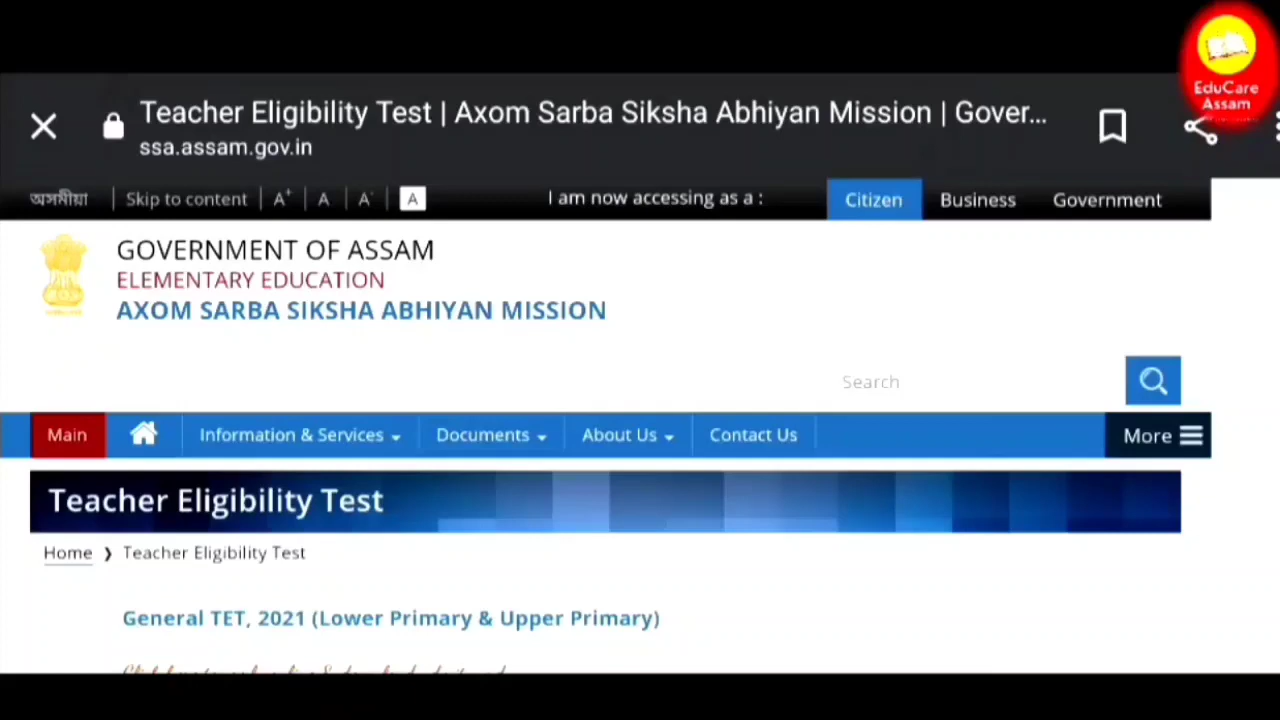 EduCare
Assam
Teacher Eligibility Test | Axom Sarba Siksha Abhiyan Mission | Gover...
ssa.assam.gov.in
অসমীয়া | Skip to content | A+ | A | A- | A
I am now accessing as a : Citizen Business Government
GOVERNMENT OF ASSAM
ELEMENTARY EDUCATION
AXOM SARBA SIKSHA ABHIYAN MISSION
Search
Main Information & Services Documents About Us Contact Us More
Teacher Eligibility Test
Home ❯ Teacher Eligibility Test
General TET, 2021 (Lower Primary & Upper Primary)